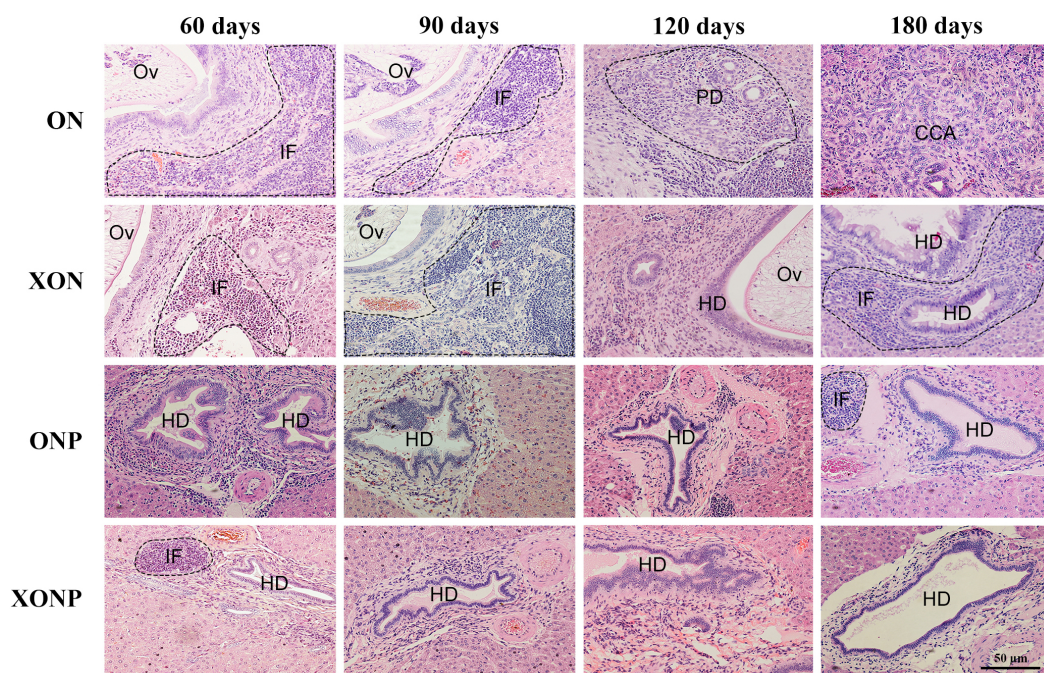 60 days 90 days 120 days 180 days
ON Ov IF Ov IF PD CCA
XON Ov IF Ov IF HD Ov HD IF HD
ONP HD HD HD HD IF HD
XONP IF HD HD HD HD
50 µm